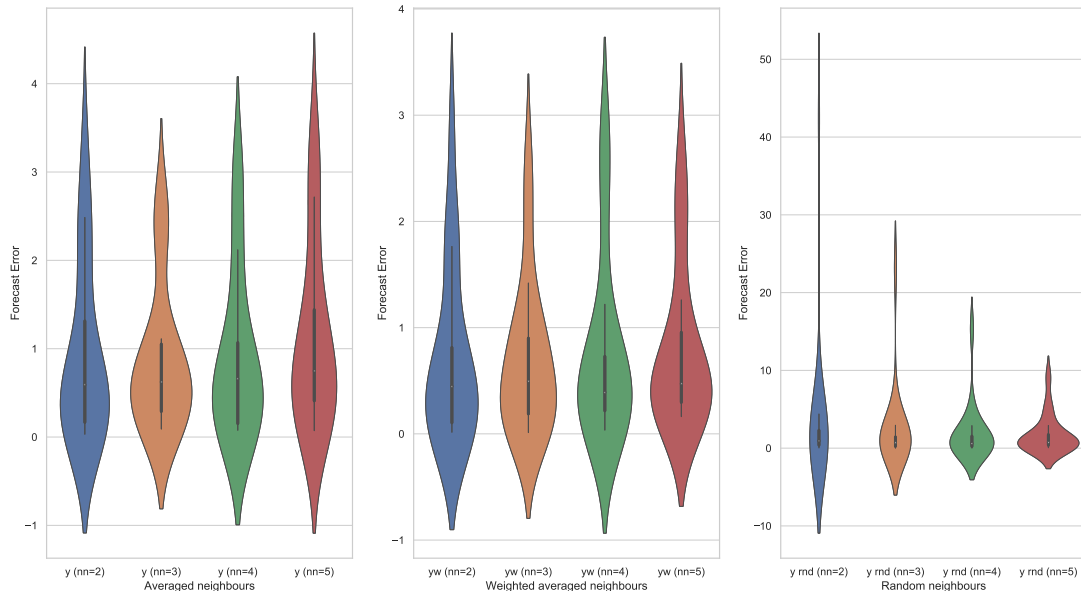 Forecast Error
4
3
2
1
0
−1
y (nn=2) y (nn=3) y (nn=4) y (nn=5)
Averaged neighbours
Forecast Error
4
3
2
1
0
−1
yw (nn=2) yw (nn=3) yw (nn=4) yw (nn=5)
Weighted averaged neighbours
Forecast Error
50
40
30
20
10
0
−10
y rnd (nn=2) y rnd (nn=3) y rnd (nn=4) y rnd (nn=5)
Random neighbours